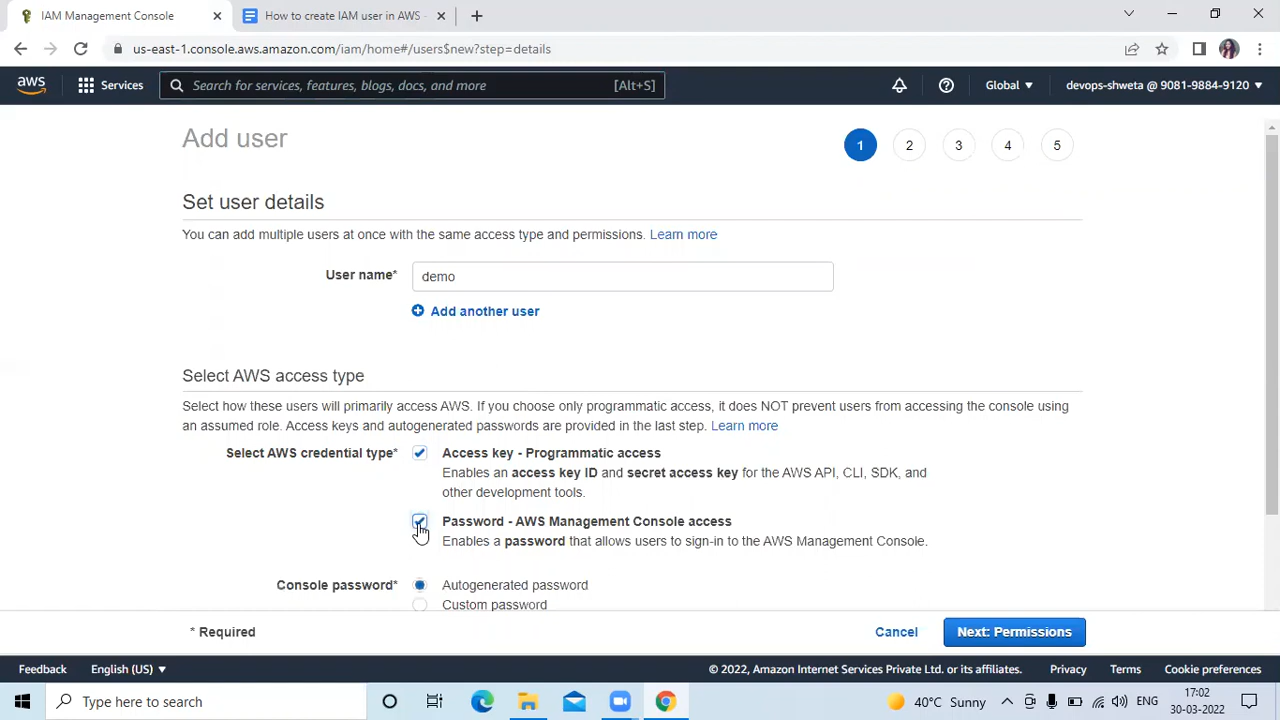 IAM Management Console
How to create IAM user in AWS -
us-east-1.console.aws.amazon.com/iam/home#/users$new?step=details
aws
Services
Search for services, features, blogs, docs, and more
[Alt+S]
Global
devops-shweta @ 9081-9884-9120
Add user
1
2
3
4
5
Set user details
You can add multiple users at once with the same access type and permissions. Learn more
User name*
demo
Add another user
Select AWS access type
Select how these users will primarily access AWS. If you choose only programmatic access, it does NOT prevent users from accessing the console using
an assumed role. Access keys and autogenerated passwords are provided in the last step. Learn more
Select AWS credential type*
Access key - Programmatic access
Enables an access key ID and secret access key for the AWS API, CLI, SDK, and
other development tools.
Password - AWS Management Console access
Enables a password that allows users to sign-in to the AWS Management Console.
Console password*
Autogenerated password
Custom password
* Required
Cancel
Next: Permissions
Feedback
English (US)
© 2022, Amazon Internet Services Private Ltd. or its affiliates.
Privacy
Terms
Cookie preferences
Type here to search
40°C Sunny
ENG
17:02
30-03-2022